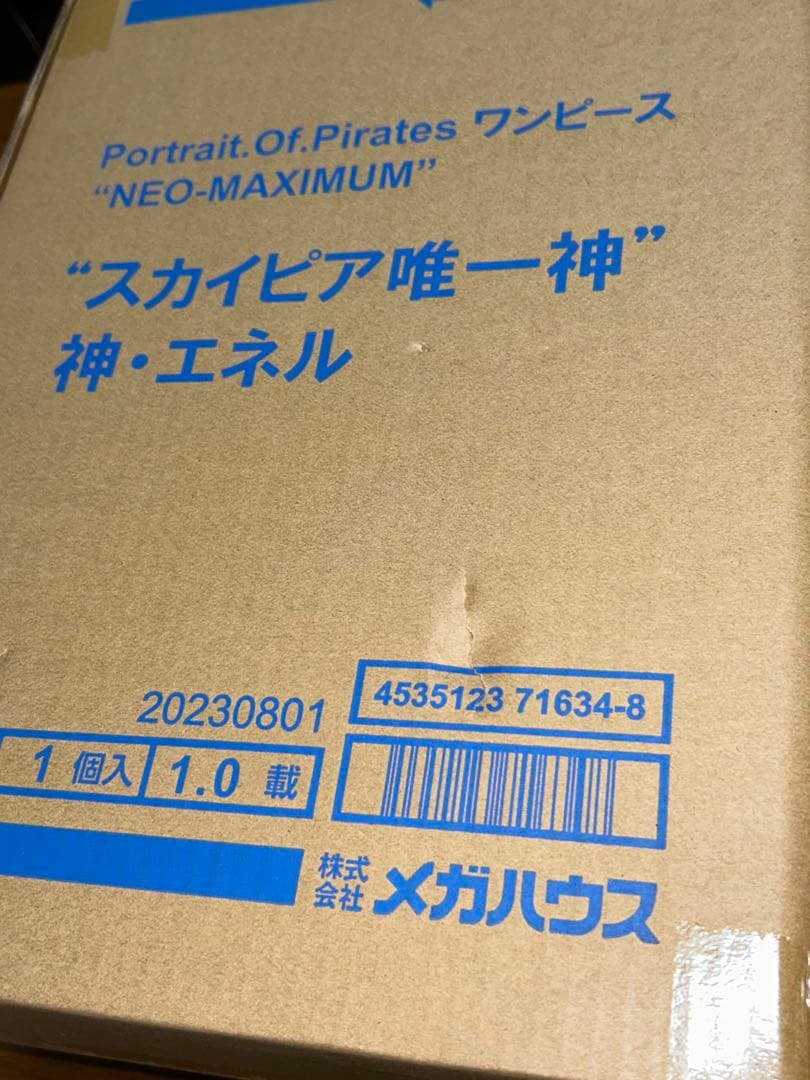 Portrait.Of.Pirates ワンピース
“NEO-MAXIMUM”
“スカイピア唯一神”
神・エネル
4535123 71634-8
20230801
1 個入 1.0 載
株式会社 メガハウス